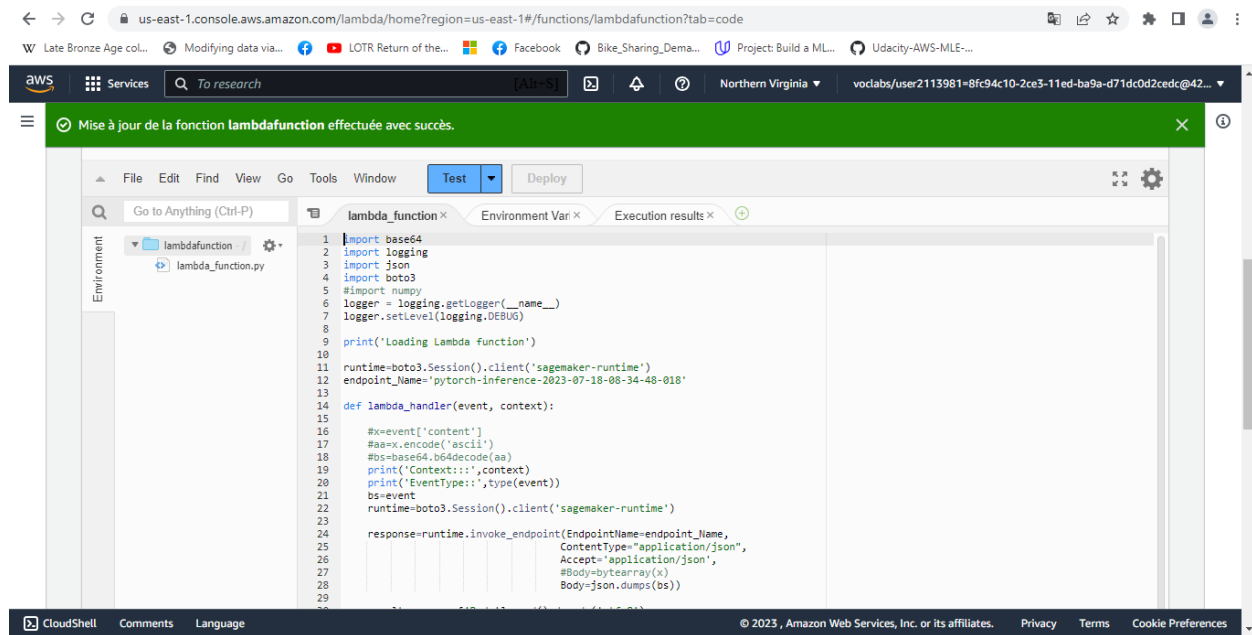 us-east-1.console.aws.amazon.com/lambda/home?region=us-east-1#/functions/lambdafunction?tab=code
W Late Bronze Age col... Modifying data via... LOTR Return of the... Facebook Bike_Sharing_Dema... Project: Build a ML... Udacity-AWS-MLE-...
aws Services To research [Alt+S] Northern Virginia voclabs/user2113981=8fc94c10-2ce3-11ed-ba9a-d71dc0d2cedc@42...
Mise à jour de la fonction lambdafunction effectuée avec succès.
File Edit Find View Go Tools Window Test Deploy
Go to Anything (Ctrl-P) lambda_function Environment Vari Execution results
Environment
lambdafunction - /
lambda_function.py
1 import base64
2 import logging
3 import json
4 import boto3
5 #import numpy
6 logger = logging.getLogger(__name__)
7 logger.setLevel(logging.DEBUG)
8
9 print('Loading Lambda function')
10
11 runtime=boto3.Session().client('sagemaker-runtime')
12 endpoint_Name='pytorch-inference-2023-07-18-08-34-48-018'
13
14 def lambda_handler(event, context):
15
16 #x=event['content']
17 #aa=x.encode('ascii')
18 #bs=base64.b64decode(aa)
19 print('Context:::',context)
20 print('EventType::',type(event))
21 bs=event
22 runtime=boto3.Session().client('sagemaker-runtime')
23
24 response=runtime.invoke_endpoint(EndpointName=endpoint_Name,
25 ContentType="application/json",
26 Accept='application/json',
27 #Body=bytearray(x)
28 Body=json.dumps(bs))
29
CloudShell Comments Language © 2023 , Amazon Web Services, Inc. or its affiliates. Privacy Terms Cookie Preferences